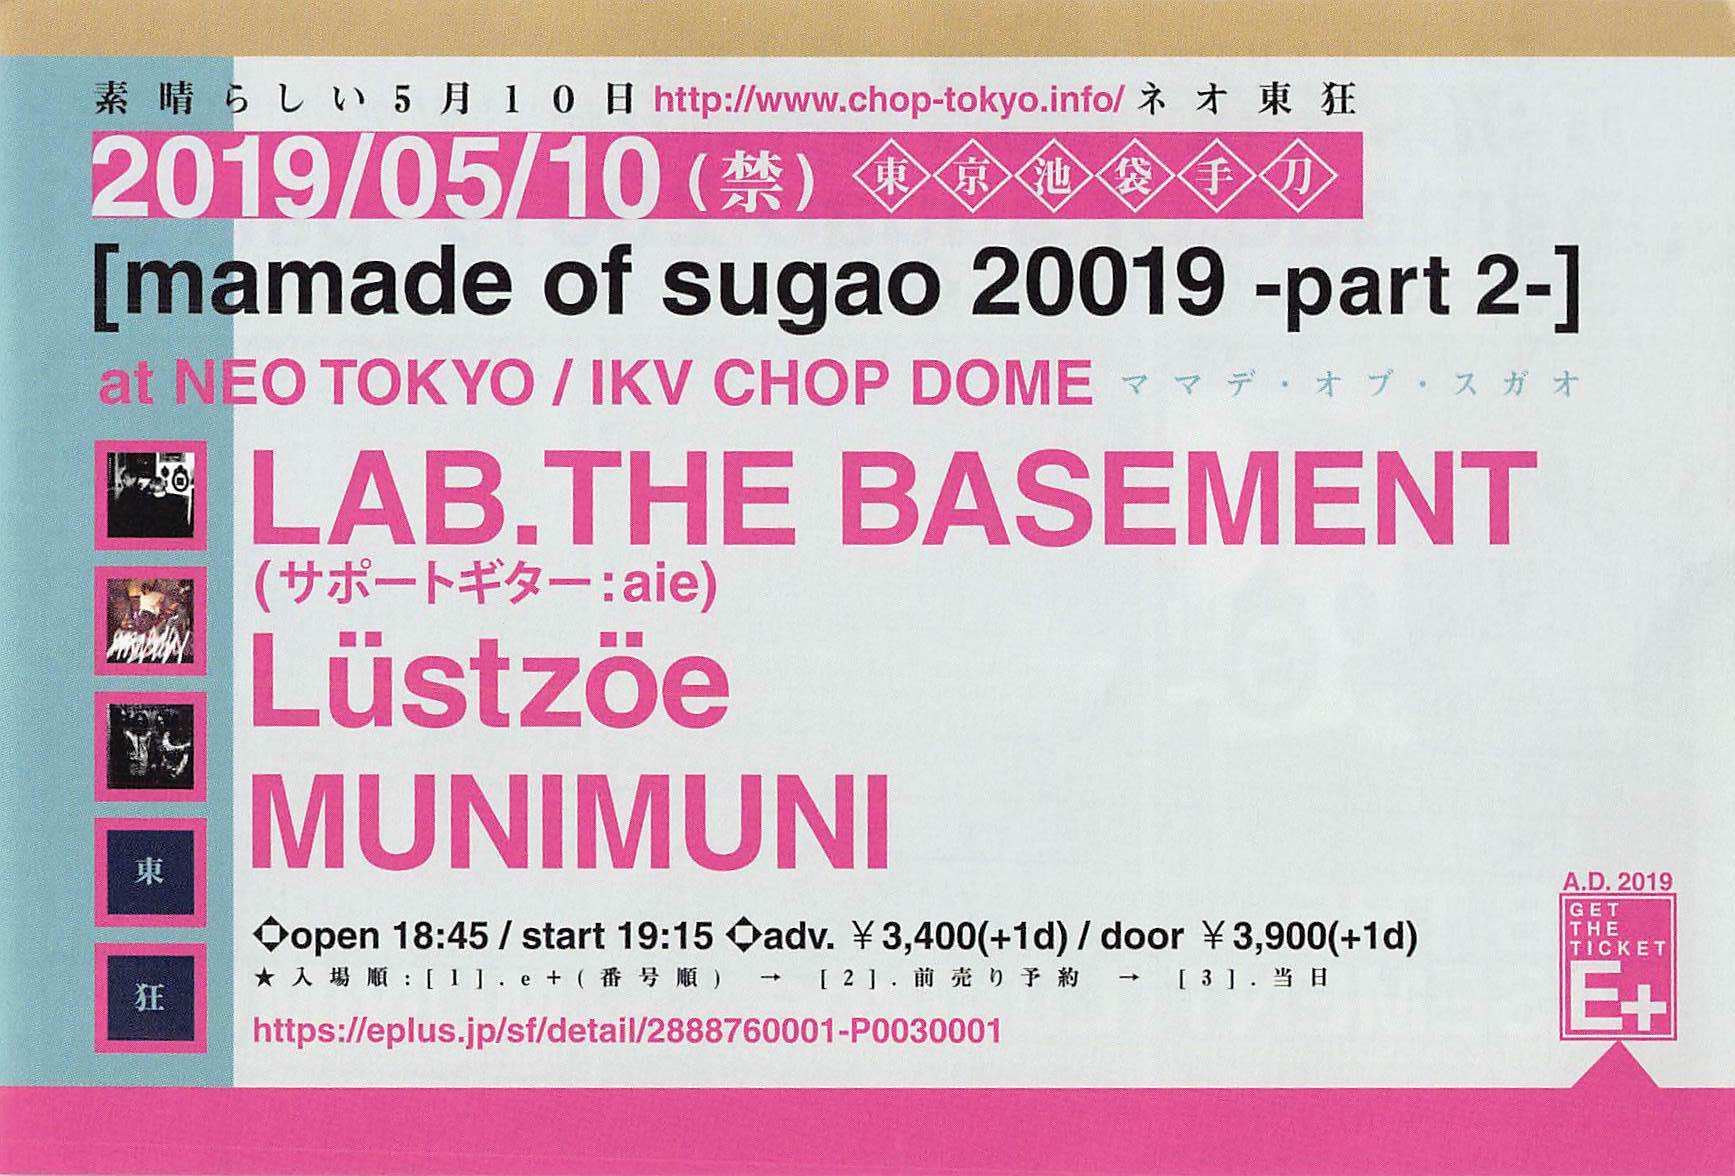 素晴らしい5月10日 http://www.chop-tokyo.info/ ネオ東狂
2019/05/10(禁) 東京池袋手刀
[mamade of sugao 20019 -part 2-]
at NEO TOKYO / IKV CHOP DOME ママデ・オブ・スガオ
LAB.THE BASEMENT
(サポートギター:aie)
Lüstzöe
MUNIMUNI
東
狂
◇open 18:45 / start 19:15 ◇adv. ¥3,400(+1d) / door ¥3,900(+1d)
★入場順:[1].e+(番号順) → [2].前売り予約 → [3].当日
https://eplus.jp/sf/detail/2888760001-P0030001
A.D. 2019
GET
THE
TICKET
E+